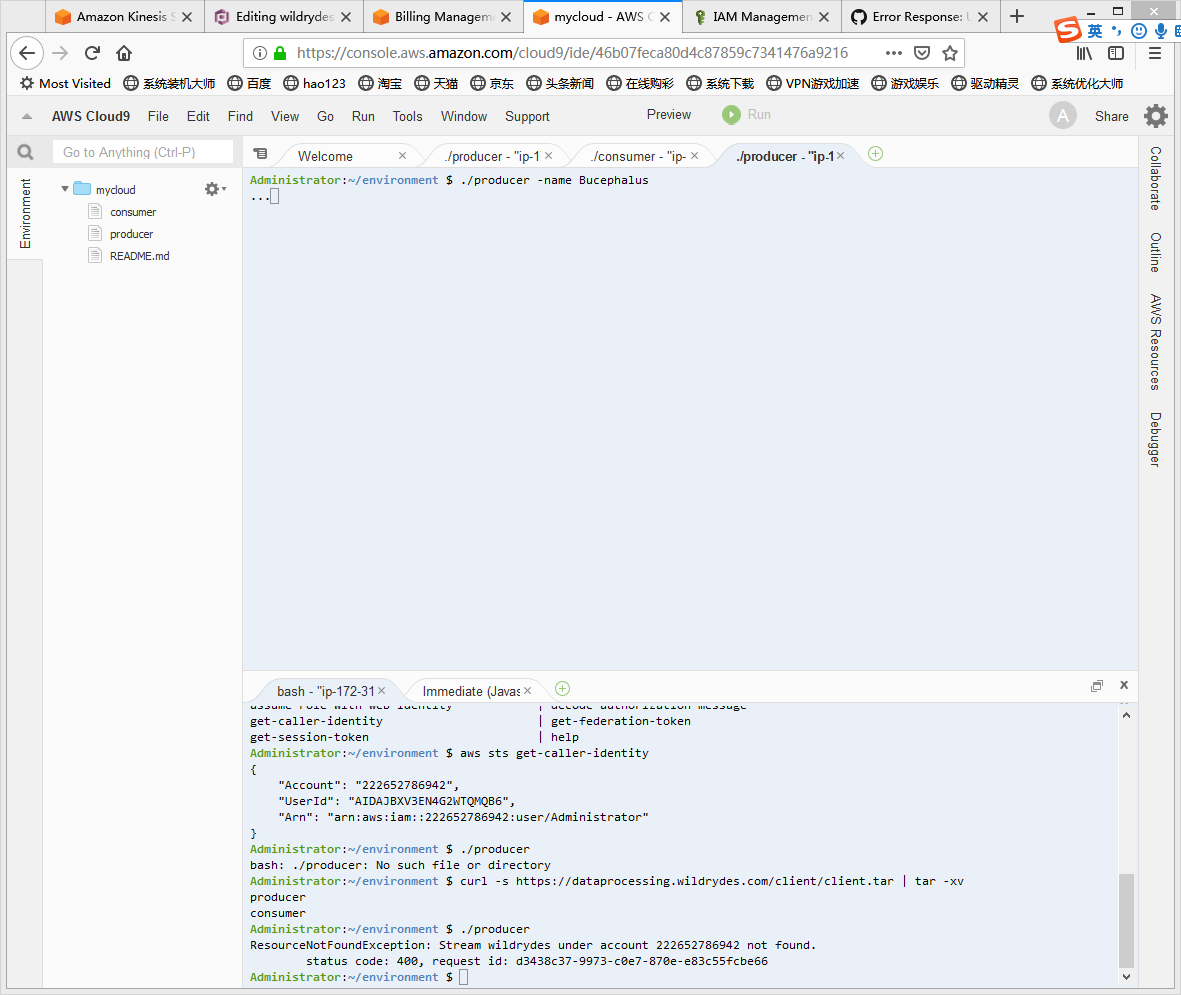 Amazon Kinesis S
Editing wildrydes
Billing Managem
mycloud - AWS C
IAM Managemen
Error Response: U
英
https://console.aws.amazon.com/cloud9/ide/46b07feca80d4c87859c7341476a9216
Most Visited 系统装机大师 百度 hao123 淘宝 天猫 京东 头条新闻 在线购彩 系统下载 VPN游戏加速 游戏娱乐 驱动精灵 系统优化大师
AWS Cloud9 File Edit Find View Go Run Tools Window Support Preview Run A Share
Go to Anything (Ctrl-P)
Welcome ./producer - "ip-1 ./consumer - "ip- ./producer - "ip-1
Environment
mycloud
consumer
producer
README.md
Administrator:~/environment $ ./producer -name Bucephalus
...
Collaborate
Outline
AWS Resources
Debugger
bash - "ip-172-31 Immediate (Javas
assume-role-with-web-identity | decode-authorization-message
get-caller-identity | get-federation-token
get-session-token | help
Administrator:~/environment $ aws sts get-caller-identity
{
"Account": "222652786942",
"UserId": "AIDAJBXV3EN4G2WTQMQB6",
"Arn": "arn:aws:iam::222652786942:user/Administrator"
}
Administrator:~/environment $ ./producer
bash: ./producer: No such file or directory
Administrator:~/environment $ curl -s https://dataprocessing.wildrydes.com/client/client.tar | tar -xv
producer
consumer
Administrator:~/environment $ ./producer
ResourceNotFoundException: Stream wildrydes under account 222652786942 not found.
status code: 400, request id: d3438c37-9973-c0e7-870e-e83c55fcbe66
Administrator:~/environment $